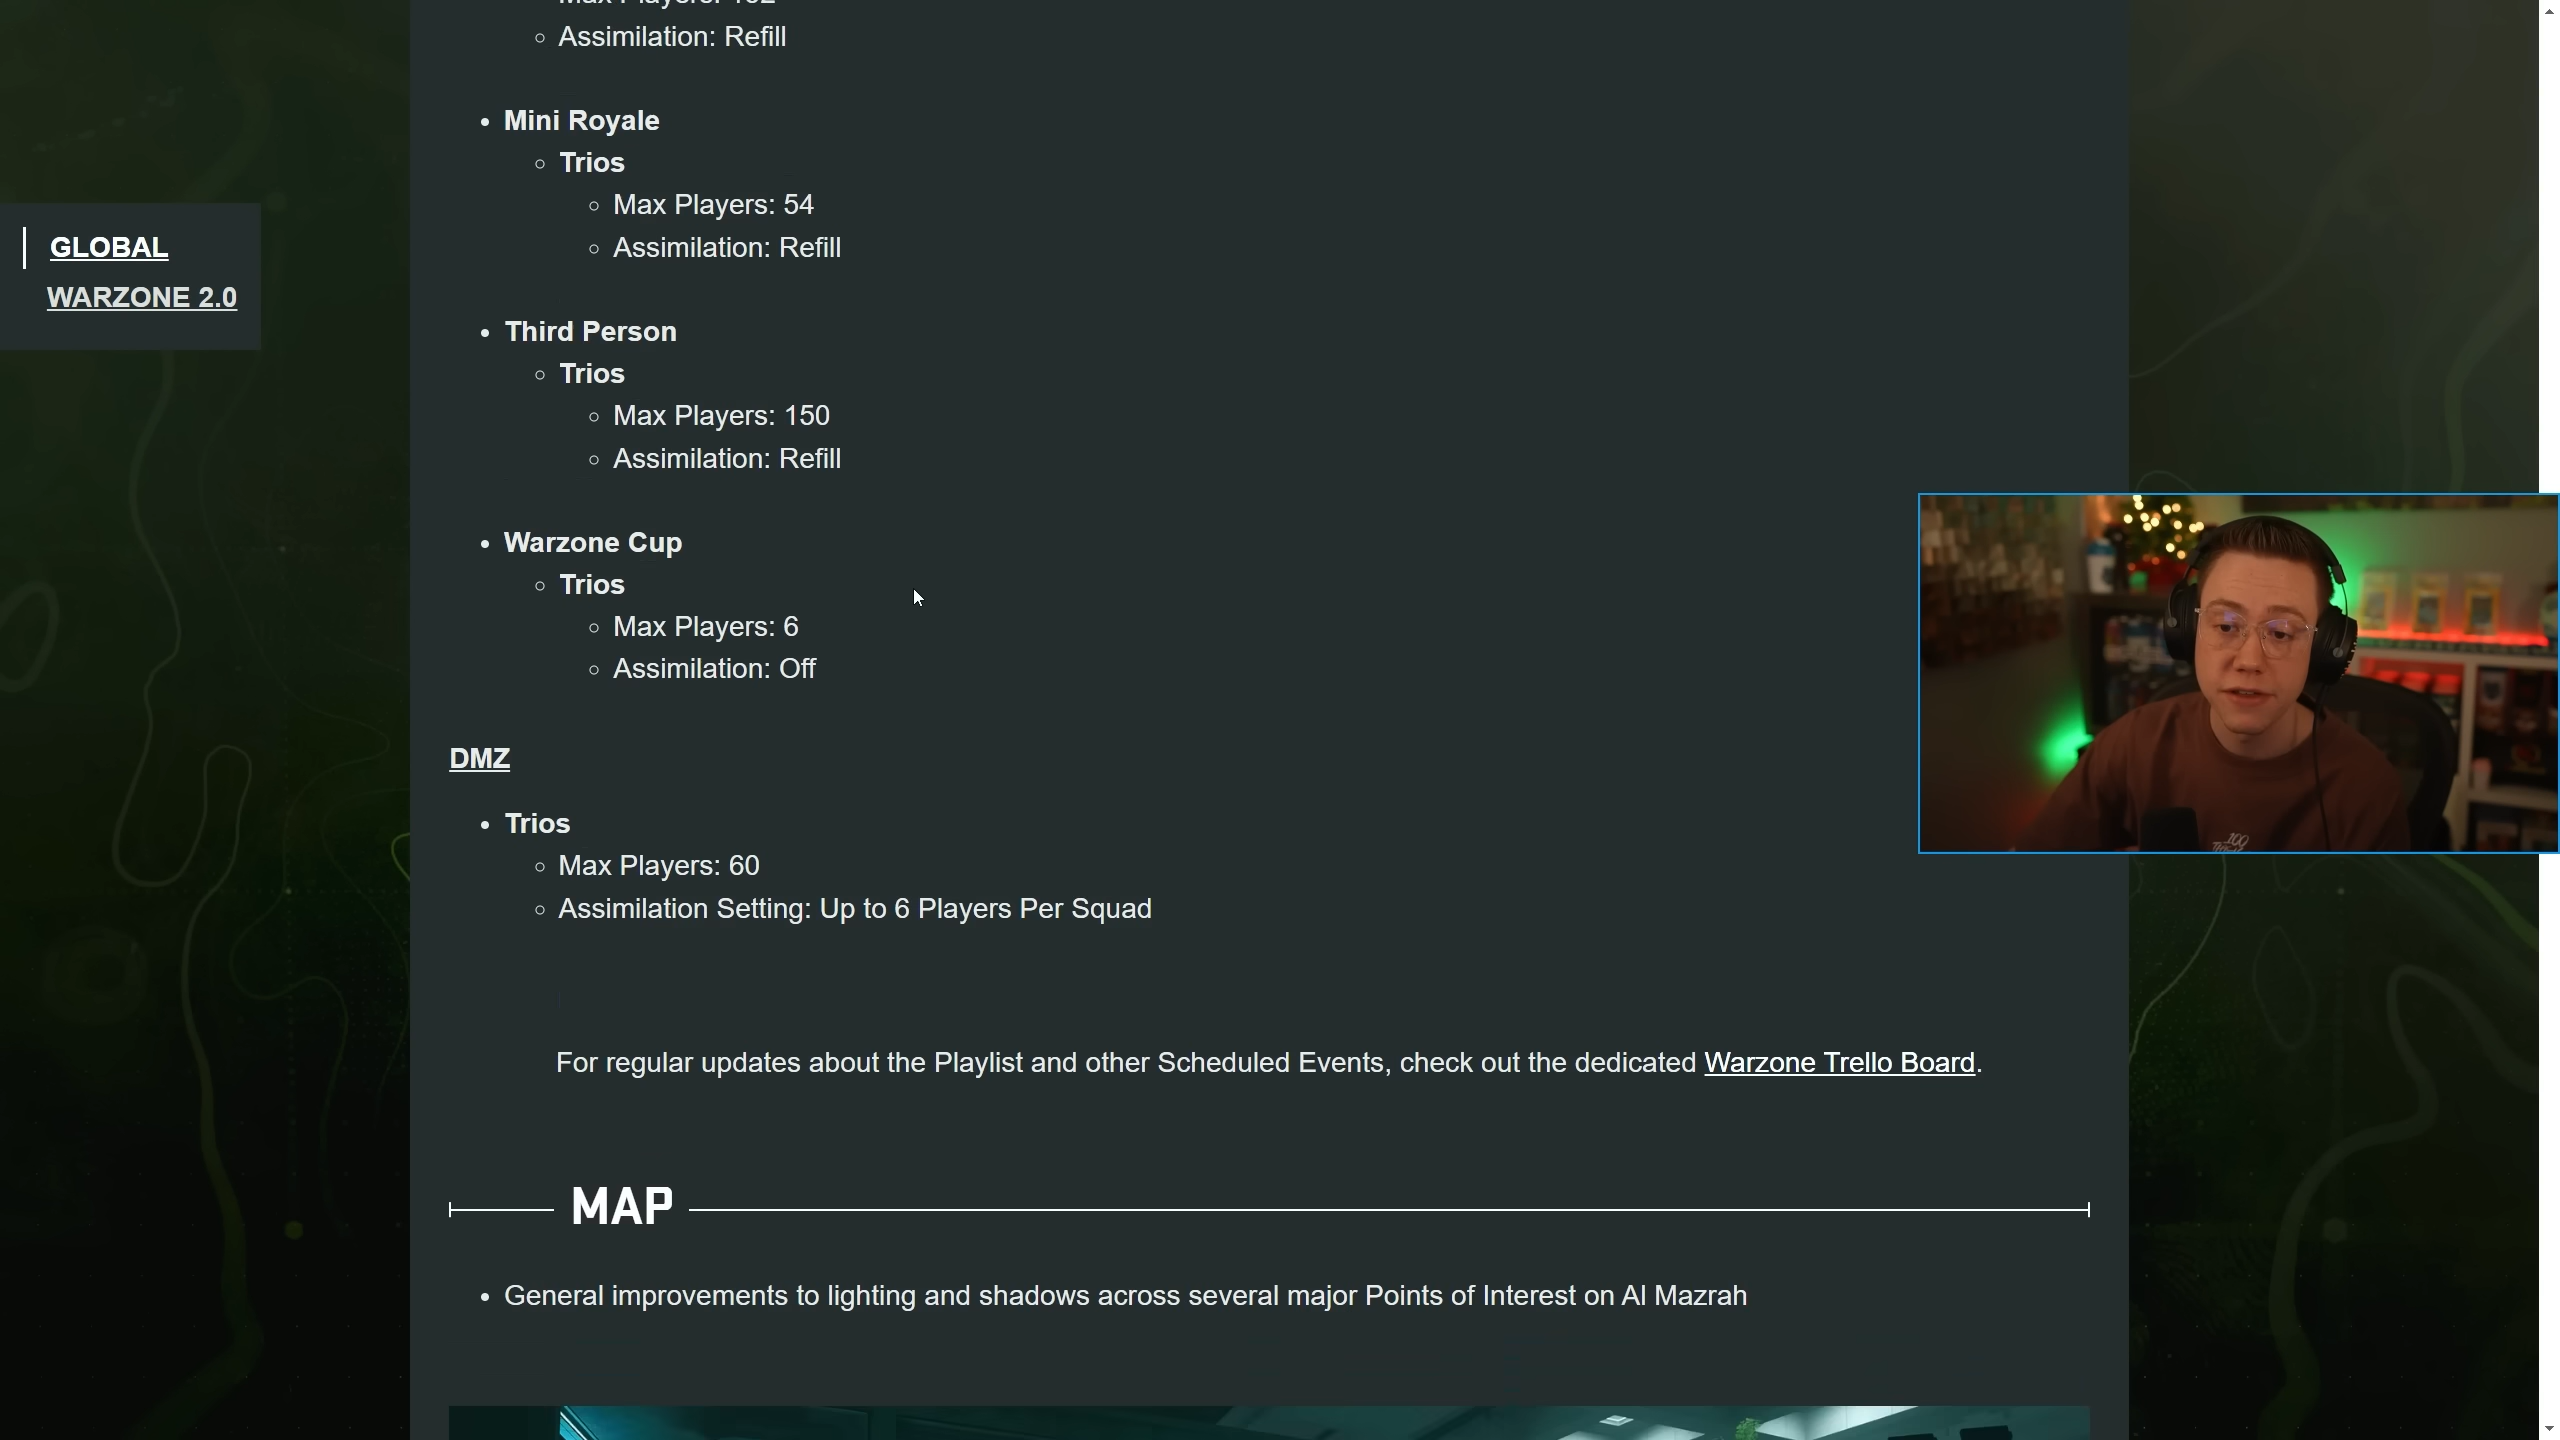 Assimilation: Refill
Mini Royale
Trios
Max Players: 54
Assimilation: Refill
GLOBAL
WARZONE 2.0
Third Person
Trios
Max Players: 150
Assimilation: Refill
Warzone Cup
Trios
Max Players: 6
Assimilation: Off
DMZ
Trios
Max Players: 60
Assimilation Setting: Up to 6 Players Per Squad
For regular updates about the Playlist and other Scheduled Events, check out the dedicated Warzone Trello Board.
MAP
General improvements to lighting and shadows across several major Points of Interest on Al Mazrah